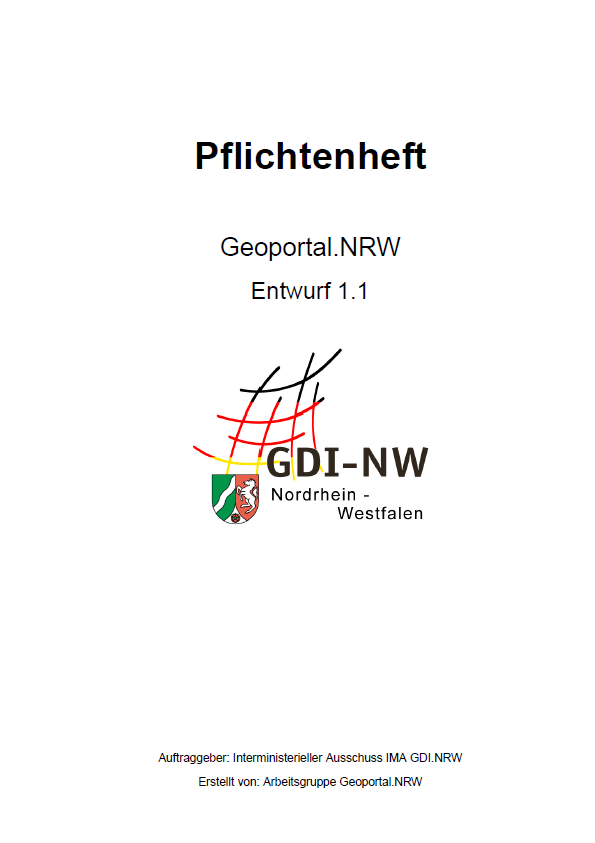 Pflichtenheft
Geoportal.NRW
Entwurf 1.1
GDI-NW
Nordrhein -
Westfalen
Auftraggeber: Interministerieller Ausschuss IMA GDI.NRW
Erstellt von: Arbeitsgruppe Geoportal.NRW